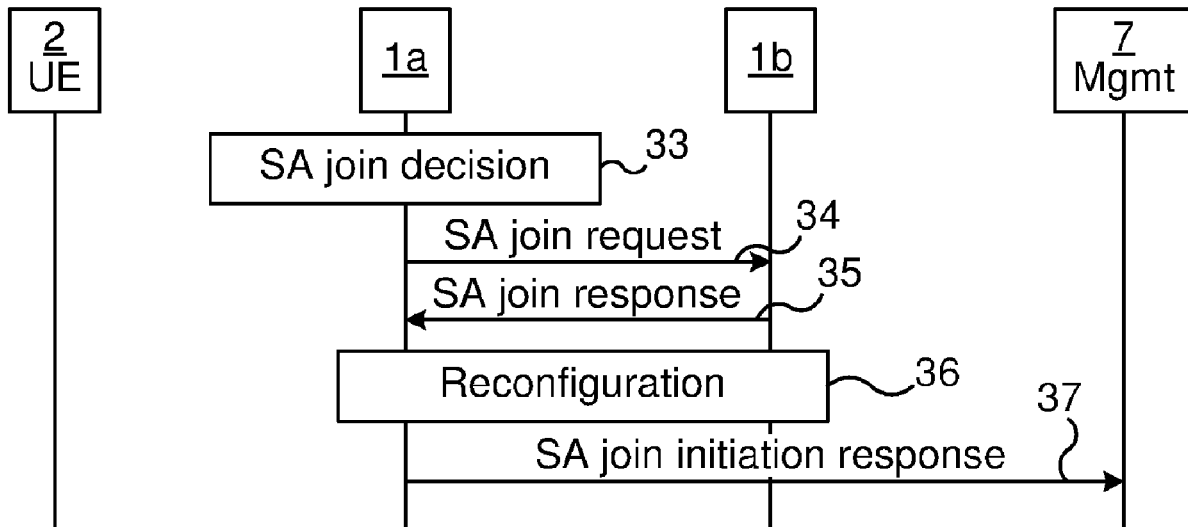 2
UE
1a
1b
7
Mgmt
SA join decision
33
SA join request
34
SA join response
35
Reconfiguration
36
37
SA join initiation response